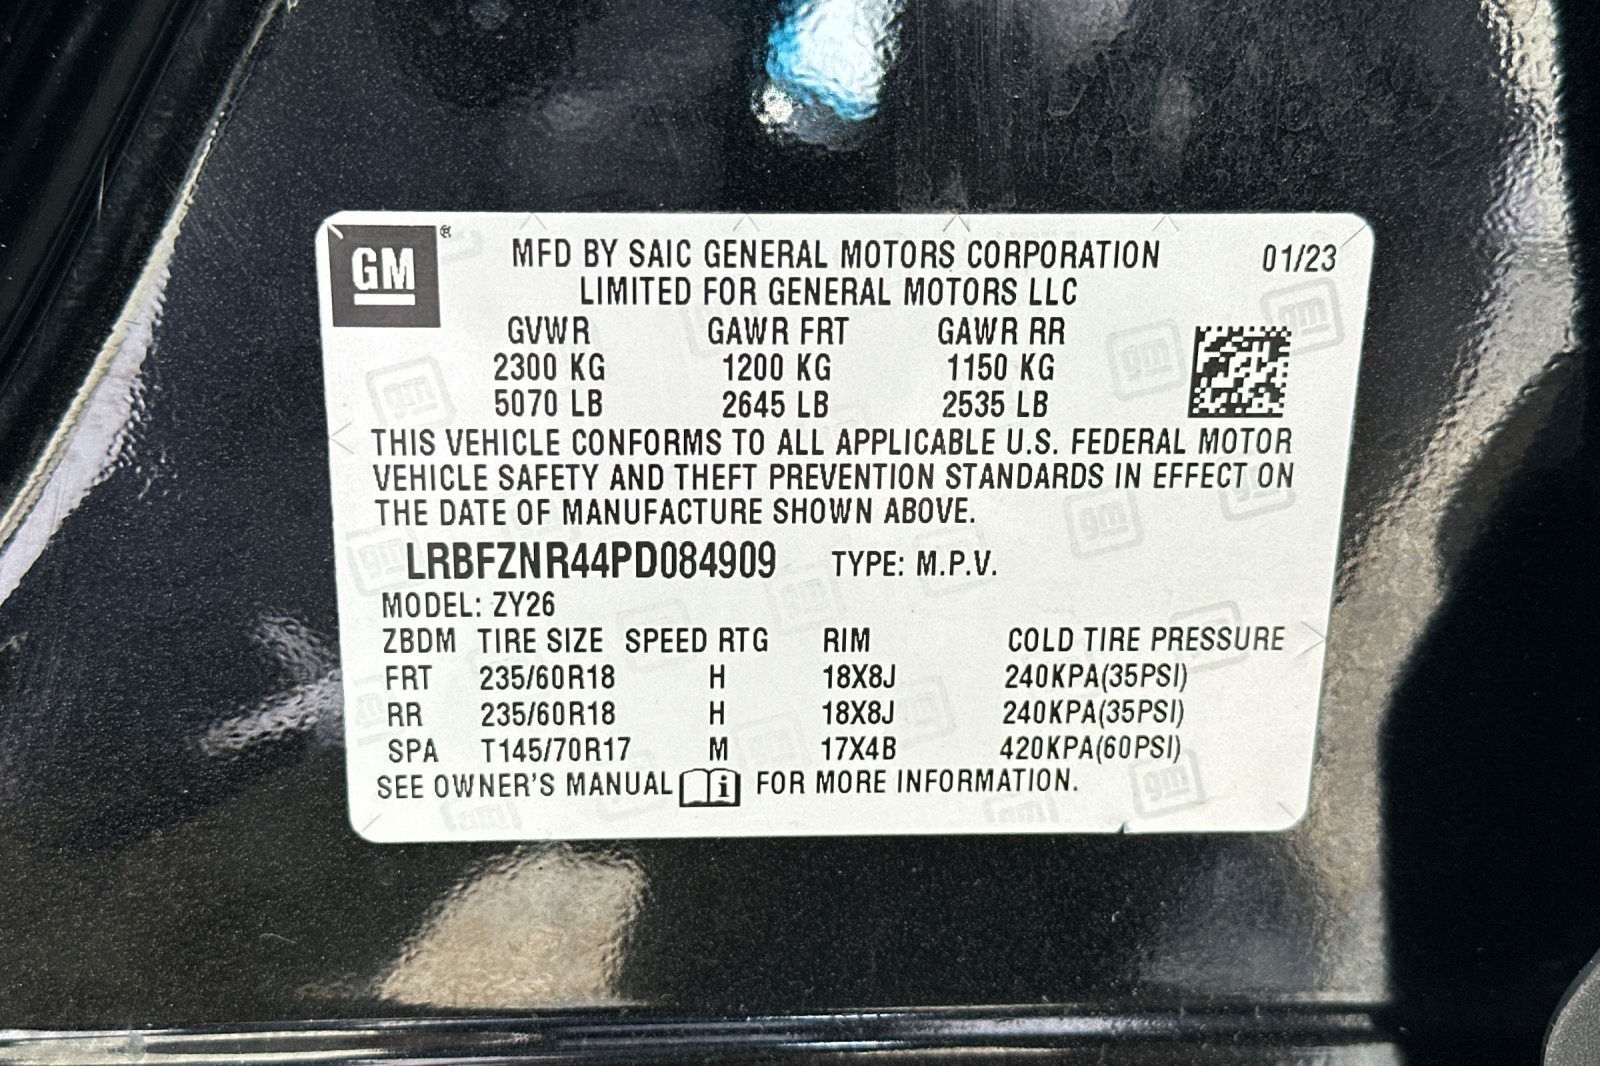 GM ® MFD BY SAIC GENERAL MOTORS CORPORATION 01/23
LIMITED FOR GENERAL MOTORS LLC
GVWR GAWR FRT GAWR RR
2300 KG 1200 KG 1150 KG
5070 LB 2645 LB 2535 LB
THIS VEHICLE CONFORMS TO ALL APPLICABLE U.S. FEDERAL MOTOR
VEHICLE SAFETY AND THEFT PREVENTION STANDARDS IN EFFECT ON
THE DATE OF MANUFACTURE SHOWN ABOVE.
LRBFZNR44PD084909 TYPE: M.P.V.
MODEL: ZY26
ZBDM TIRE SIZE SPEED RTG RIM COLD TIRE PRESSURE
FRT 235/60R18 H 18X8J 240KPA(35PSI)
RR 235/60R18 H 18X8J 240KPA(35PSI)
SPA T145/70R17 M 17X4B 420KPA(60PSI)
SEE OWNER'S MANUAL i FOR MORE INFORMATION.